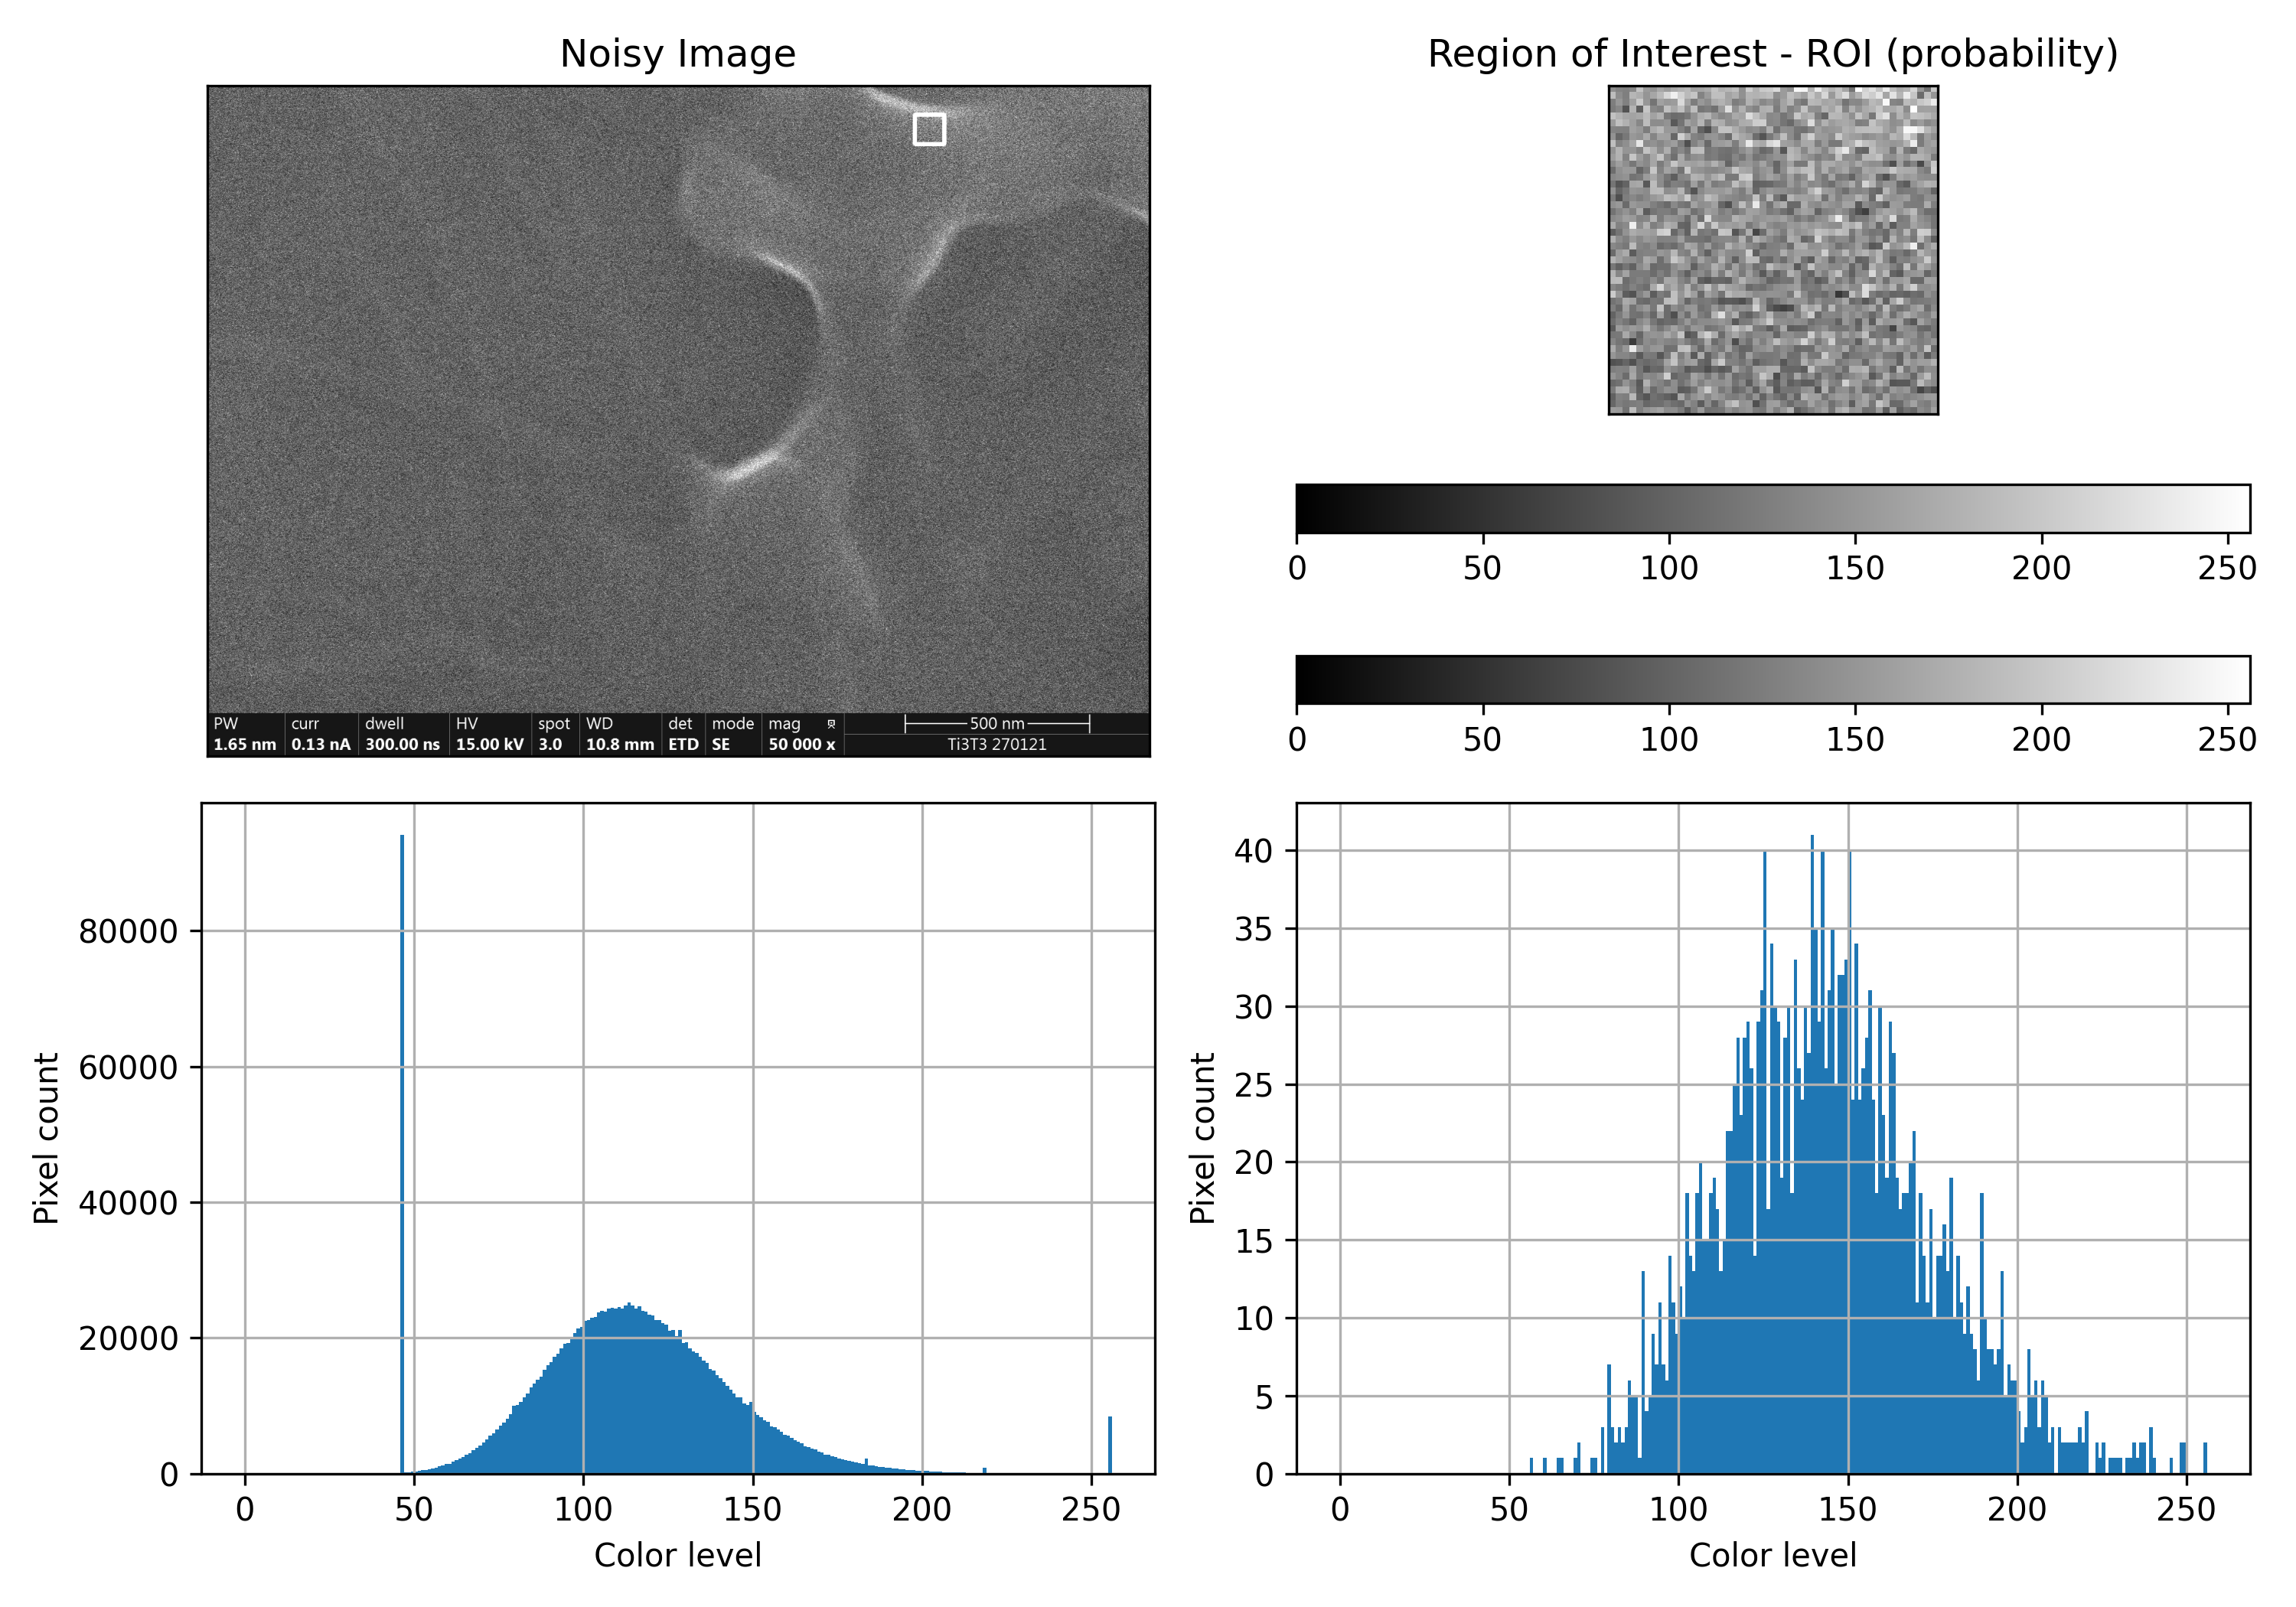 Noisy Image
Region of Interest - ROI (probability)
PW curr dwell HV spot WD det mode mag 500 nm
1.65 nm 0.13 nA 300.00 ns 15.00 kV 3.0 10.8 mm ETD SE 50 000 x Ti3T3 270121
0 50 100 150 200 250
0 50 100 150 200 250
80000
60000
40000
20000
0
Pixel count
0 50 100 150 200 250
Color level
40
35
30
25
20
15
10
5
0
Pixel count
0 50 100 150 200 250
Color level